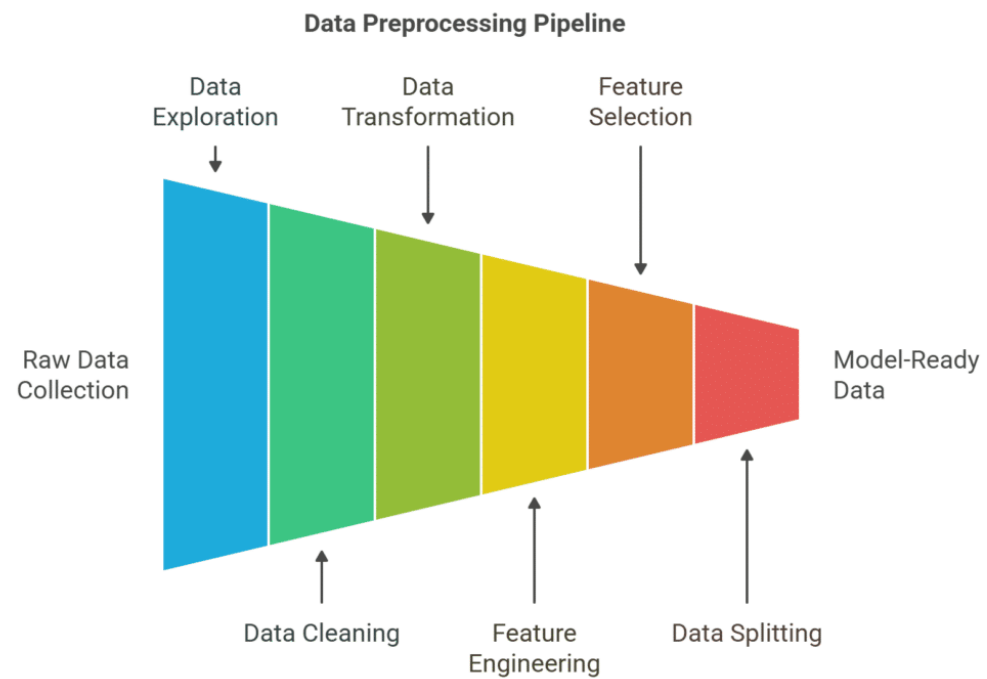 Data Preprocessing Pipeline
Data
Exploration
Data
Transformation
Feature
Selection
Raw Data
Collection
Model-Ready
Data
Data Cleaning
Feature
Engineering
Data Splitting